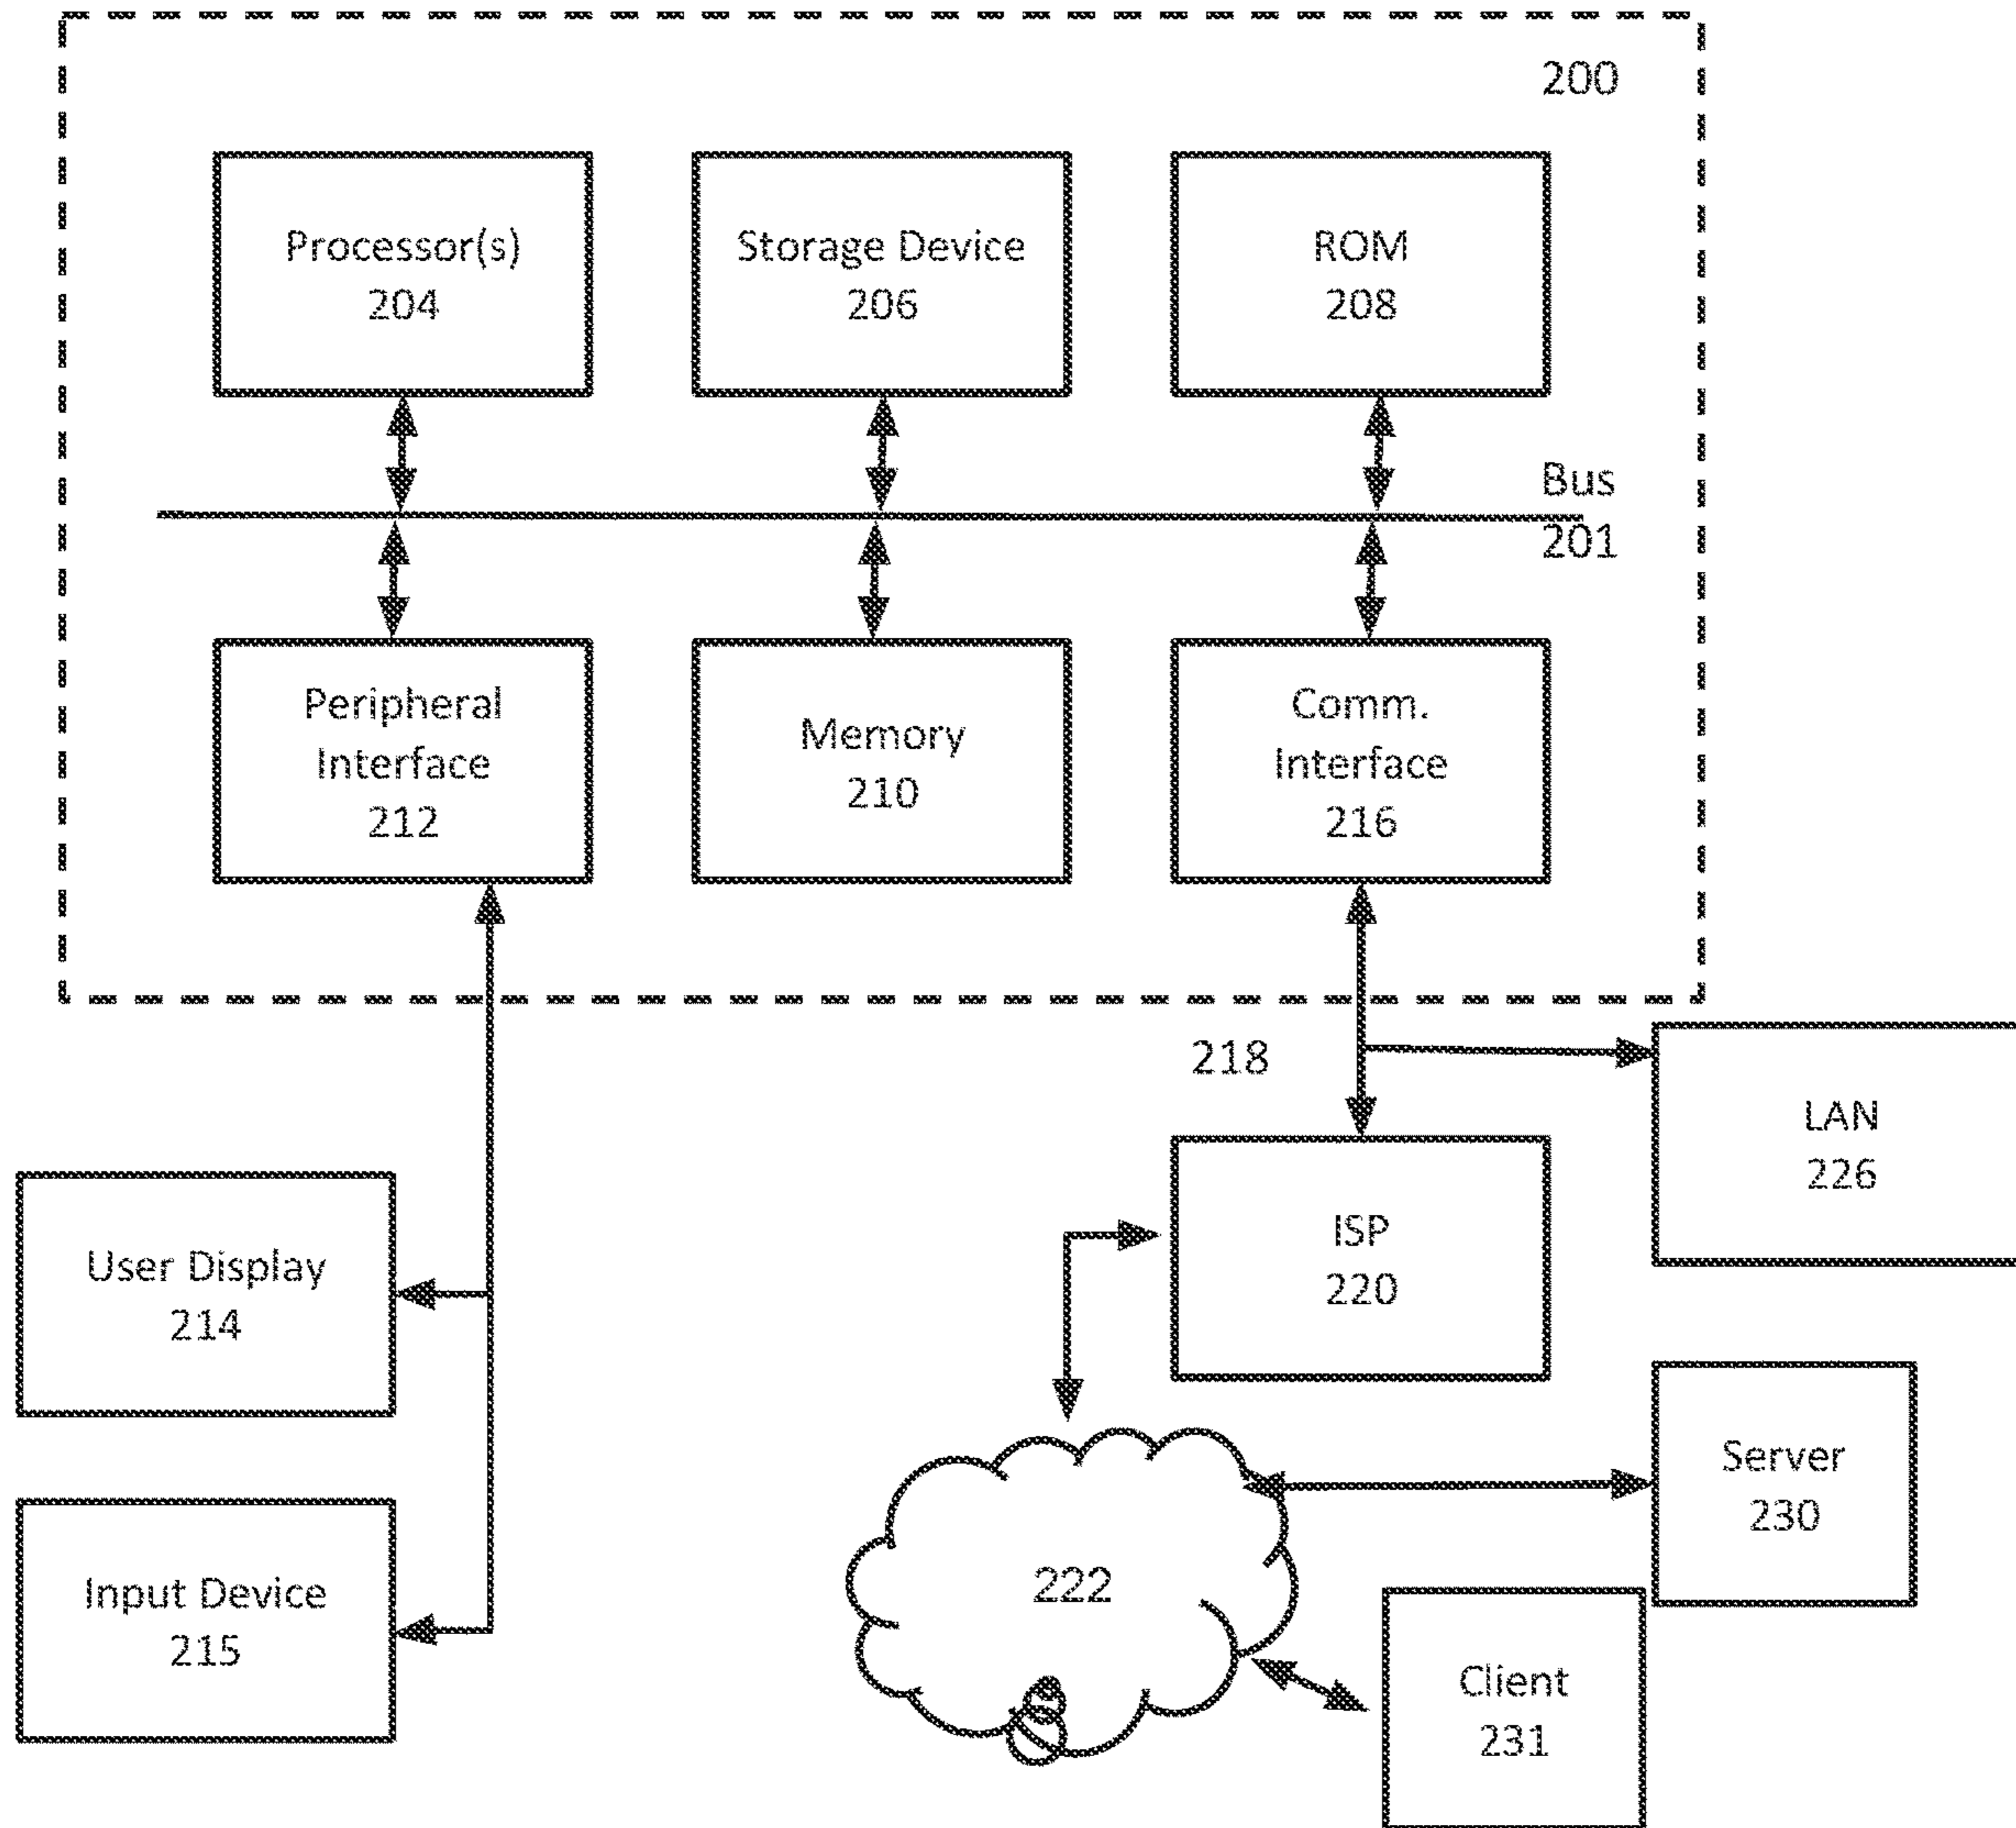 200
Processor(s)
204
Storage Device
206
ROM
208
Bus
201
Peripheral
Interface
212
Memory
210
Comm.
Interface
216
218
LAN
226
User Display
214
ISP
220
Server
230
Input Device
215
222
Client
231